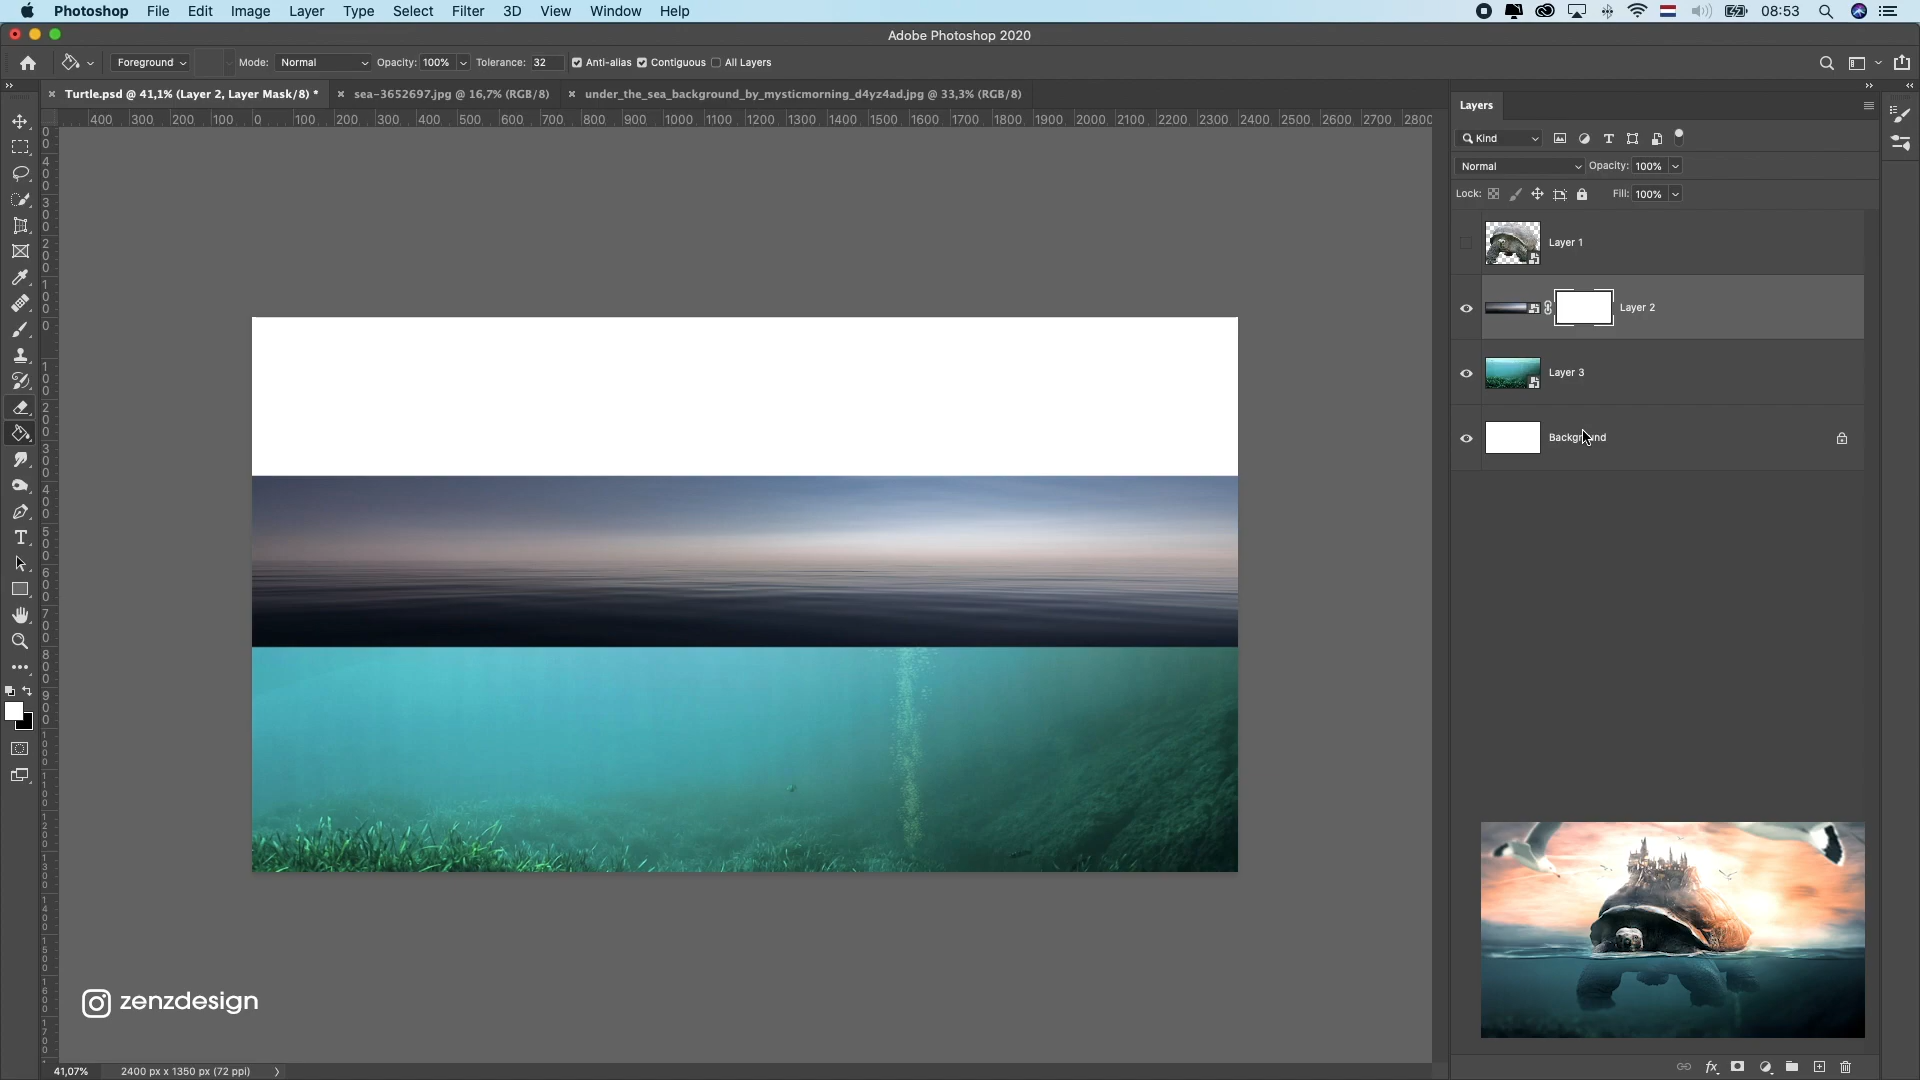 Photoshop File Edit Image Layer Type Select Filter 3D View Window Help 08:53
Adobe Photoshop 2020
Foreground Mode: Normal Opacity: 100% Tolerance: 32 Anti-alias Contiguous All Layers
Turtle.psd @ 41,1% (Layer 2, Layer Mask/8) * sea-3652697.jpg @ 16,7% (RGB/8) under_the_sea_background_by_mysticmorning_d4yz4ad.jpg @ 33,3% (RGB/8)
Layers
400 300 200 100 0 100 200 300 400 500 600 700 800 900 1000 1100 1200 1300 1400 1500 1600 1700 1800 1900 2000 2100 2200 2300 2400 2500 2600 2700 2800
Kind
Normal Opacity: 100%
Lock: Fill: 100%
Layer 1
Layer 2
Layer 3
Background
zenzdesign
41,07% 2400 px x 1350 px (72 ppi)